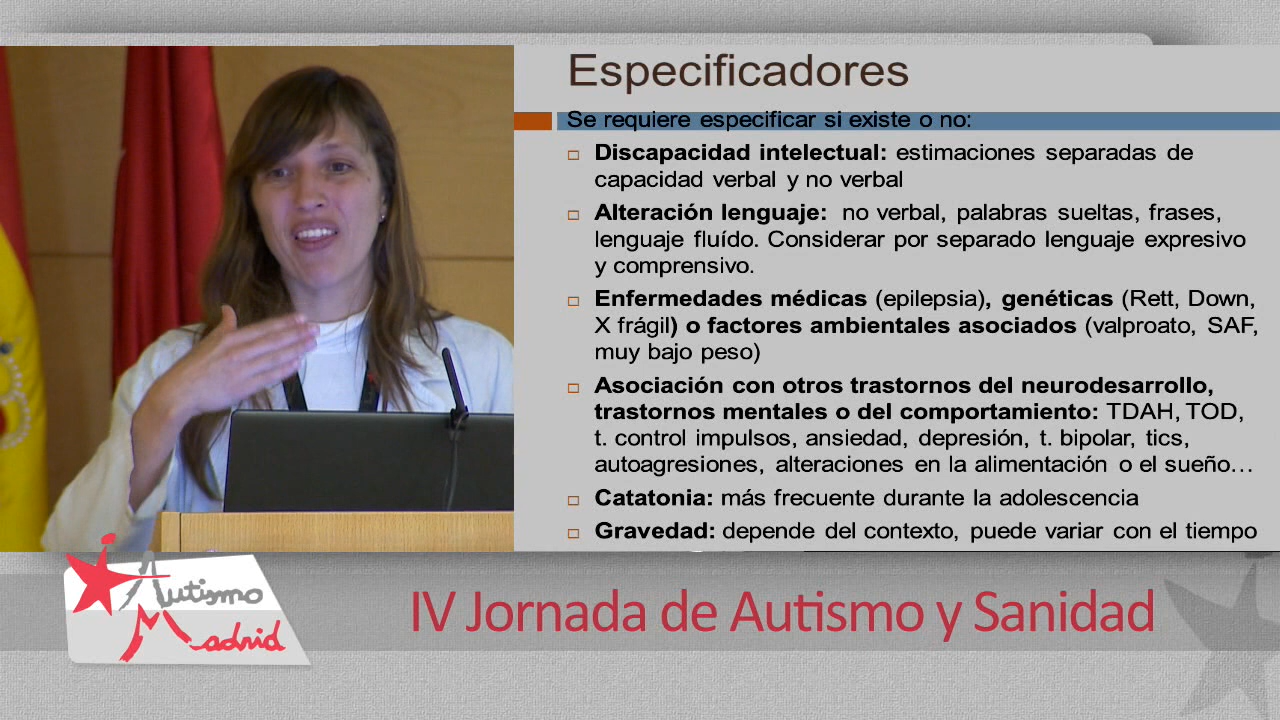 Especificadores
Se requiere especificar si existe o no:
□ Discapacidad intelectual: estimaciones separadas de
capacidad verbal y no verbal
□ Alteración lenguaje: no verbal, palabras sueltas, frases,
lenguaje fluído. Considerar por separado lenguaje expresivo
y comprensivo.
□ Enfermedades médicas (epilepsia), genéticas (Rett, Down,
X frágil) o factores ambientales asociados (valproato, SAF,
muy bajo peso)
□ Asociación con otros trastornos del neurodesarrollo,
trastornos mentales o del comportamiento: TDAH, TOD,
t. control impulsos, ansiedad, depresión, t. bipolar, tics,
autoagresiones, alteraciones en la alimentación o el sueño…
□ Catatonia: más frecuente durante la adolescencia
□ Gravedad: depende del contexto, puede variar con el tiempo
Autismo
Madrid
IV Jornada de Autismo y Sanidad